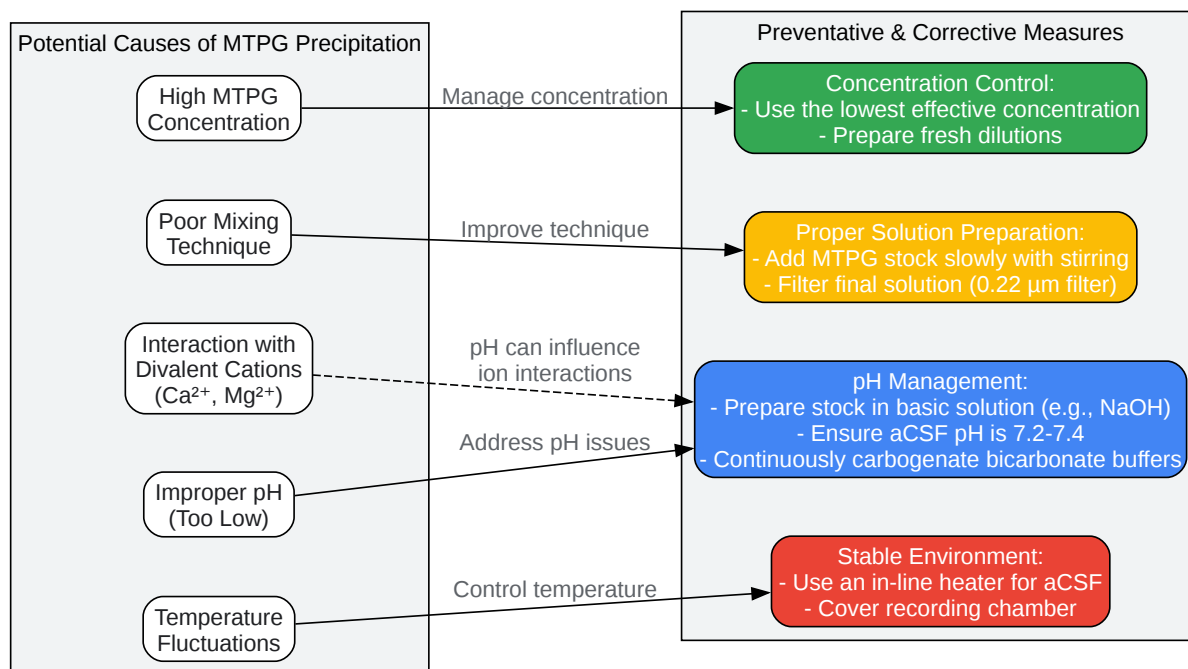 Potential Causes of MTPG Precipitation
High MTPG
Concentration
Poor Mixing
Technique
Interaction with
Divalent Cations
(Ca²⁺, Mg²⁺)
Improper pH
(Too Low)
Temperature
Fluctuations
Manage concentration
Improve technique
pH can influence
ion interactions
Address pH issues
Control temperature
Preventative & Corrective Measures
Concentration Control:
- Use the lowest effective concentration
- Prepare fresh dilutions
Proper Solution Preparation:
- Add MTPG stock slowly with stirring
- Filter final solution (0.22 µm filter)
pH Management:
- Prepare stock in basic solution (e.g., NaOH)
- Ensure aCSF pH is 7.2-7.4
- Continuously carbogenate bicarbonate buffers
Stable Environment:
- Use an in-line heater for aCSF
- Cover recording chamber